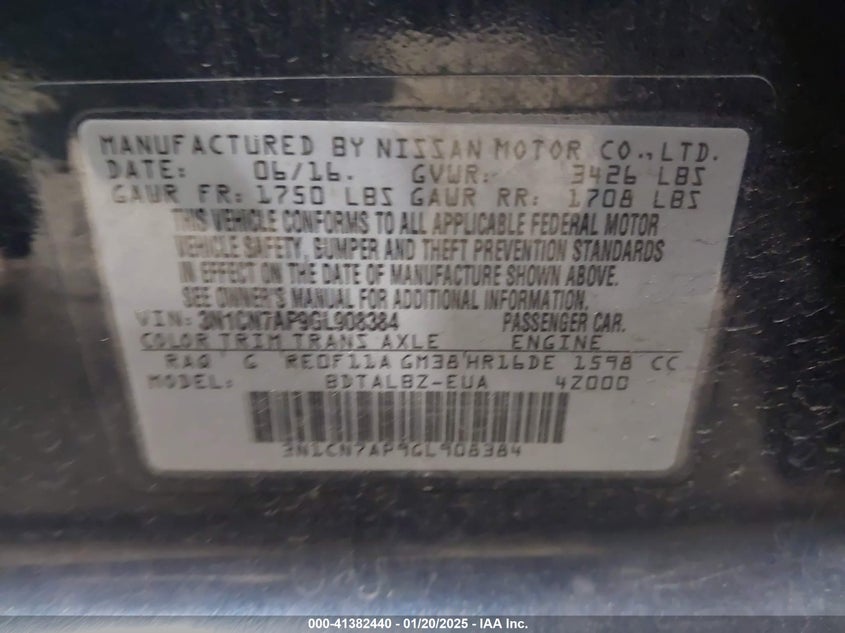 MANUFACTURED BY NISSAN MOTOR CO., LTD.
DATE: 06/16. GVWR: 3426 LBS
GAWR FR: 1750 LBS GAWR RR: 1708 LBS
THIS VEHICLE CONFORMS TO ALL APPLICABLE FEDERAL MOTOR
VEHICLE SAFETY, BUMPER AND THEFT PREVENTION STANDARDS
IN EFFECT ON THE DATE OF MANUFACTURE SHOWN ABOVE.
SEE OWNER'S MANUAL FOR ADDITIONAL INFORMATION
VIN: 3N1CN7AP9GL908384 PASSENGER CAR.
COLOR TRIM TRANS AXLE ENGINE
RAQ G RE0F11A GM38 HR16DE 1598 CC
MODEL: BDTALBZ-EUA 4Z000
3N1CN7AP9GL908384
000-41382440 — 01/20/2025 - IAA Inc.